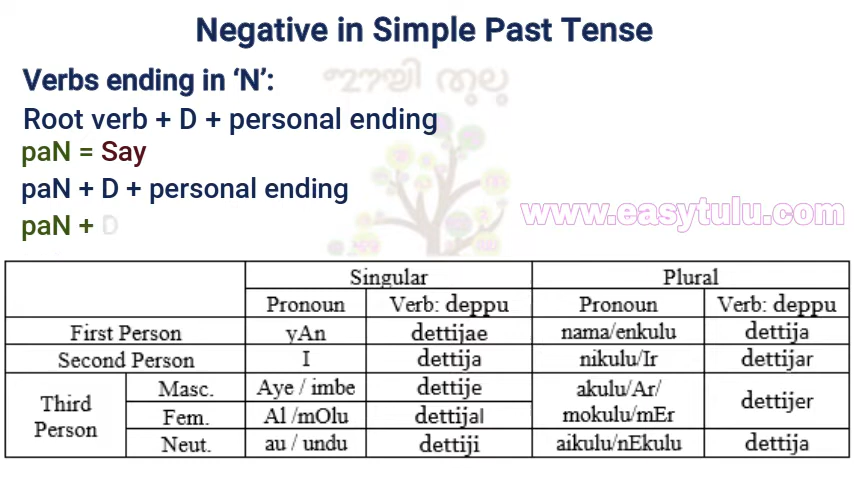 Negative in Simple Past Tense
Verbs ending in ‘N’:
Root verb + D + personal ending
paN = Say
paN + D + personal ending
paN + D
www.easytulu.com
Singular Plural
Pronoun Verb: deppu Pronoun Verb: deppu
First Person yAn dettijae nama/enkulu dettija
Second Person I dettija nikulu/Ir dettijar
Third Person Masc. Aye / imbe dettije akulu/Ar/ mokulu/mEr dettijer
Fem. Al /mOlu dettijal
Neut. au / undu dettiji aikulu/nEkulu dettija